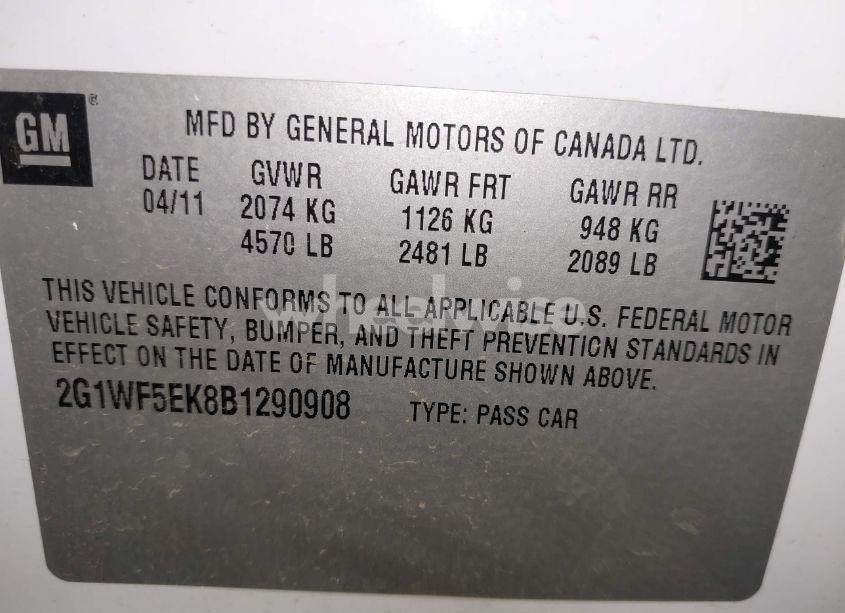 GM ®
MFD BY GENERAL MOTORS OF CANADA LTD.
DATE GVWR GAWR FRT GAWR RR
04/11 2074 KG 1126 KG 948 KG
4570 LB 2481 LB 2089 LB
THIS VEHICLE CONFORMS TO ALL APPLICABLE U.S. FEDERAL MOTOR
VEHICLE SAFETY, BUMPER, AND THEFT PREVENTION STANDARDS IN
EFFECT ON THE DATE OF MANUFACTURE SHOWN ABOVE.
2G1WF5EK8B1290908 TYPE: PASS CAR